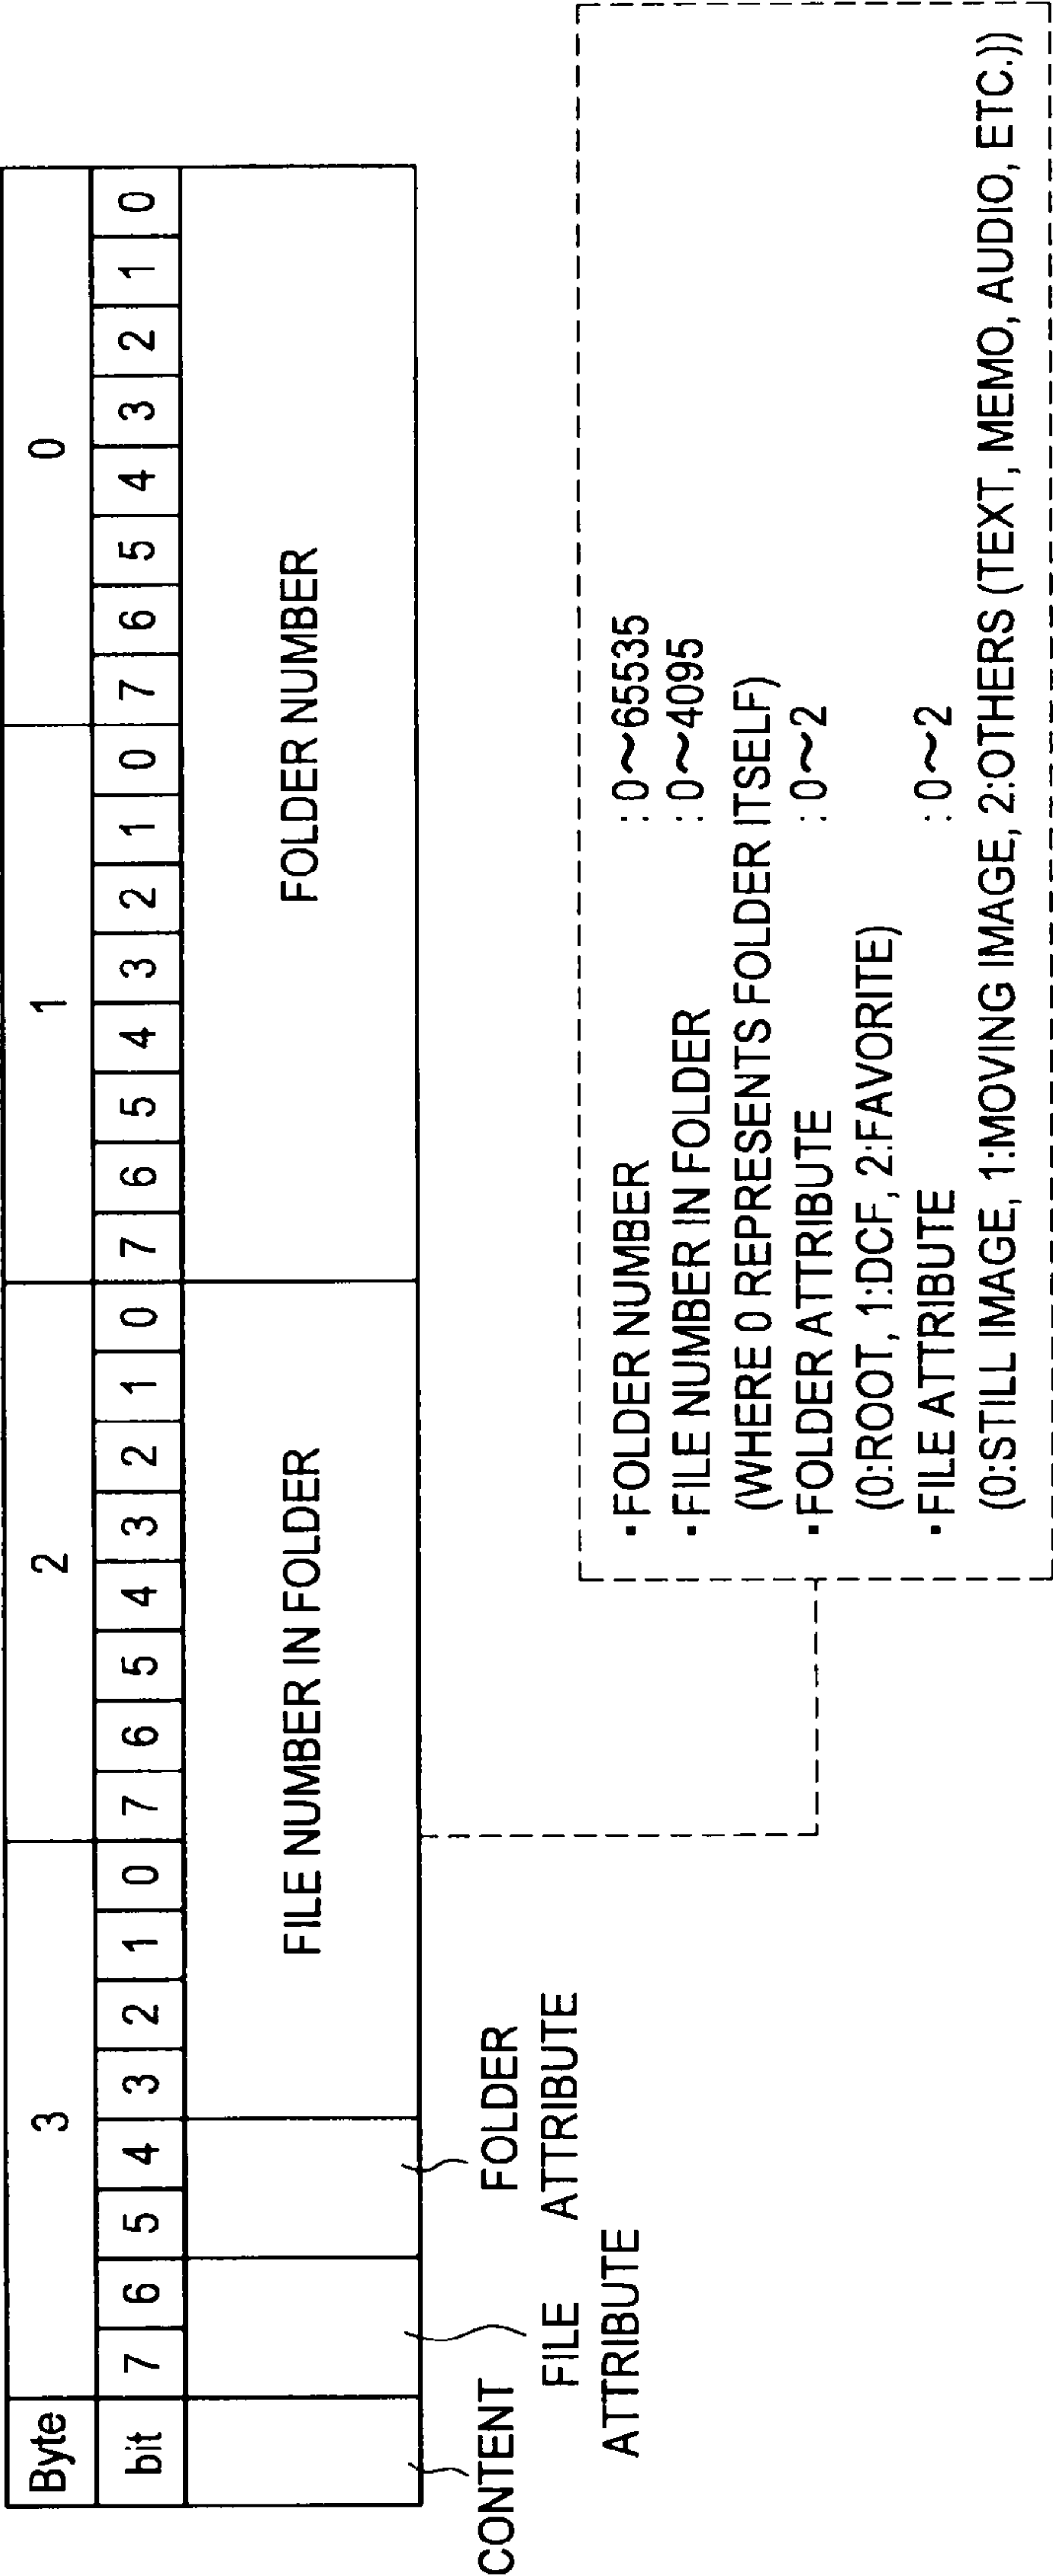 Byte 3 2 1 0
bit 7 6 5 4 3 2 1 0 7 6 5 4 3 2 1 0 7 6 5 4 3 2 1 0 7 6 5 4 3 2 1 0
FILE NUMBER IN FOLDER FOLDER NUMBER
CONTENT
FILE
ATTRIBUTE
FOLDER
ATTRIBUTE
・FOLDER NUMBER :0~65535
・FILE NUMBER IN FOLDER :0~4095
(WHERE 0 REPRESENTS FOLDER ITSELF)
・FOLDER ATTRIBUTE :0~2
(0:ROOT, 1:DCF, 2:FAVORITE)
・FILE ATTRIBUTE :0~2
(0:STILL IMAGE, 1:MOVING IMAGE, 2:OTHERS (TEXT, MEMO, AUDIO, ETC.))